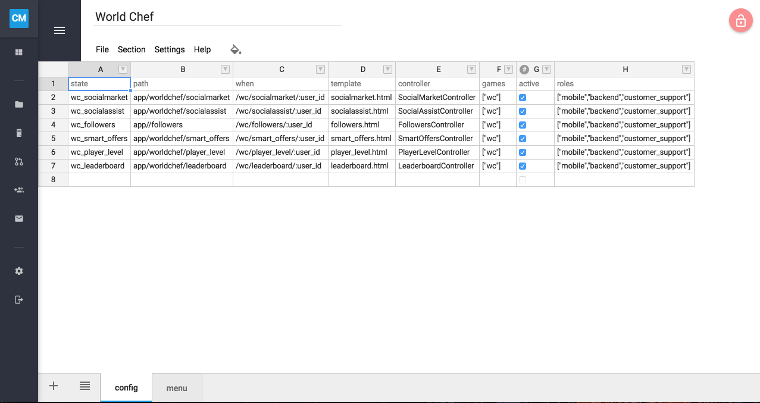 CM
World Chef
File Section Settings Help
A B C D E F # G H
1 state path when template controller games active roles
2 wc_socialmarket app/worldchef/socialmarket /wc/socialmarket/:user_id socialmarket.html SocialMarketController ["wc"] ["mobile","backend","customer_support"]
3 wc_socialassist app/worldchef/socialassist /wc/socialassist/:user_id socialassist.html SocialAssistController ["wc"] ["mobile","backend","customer_support"]
4 wc_followers app//followers /wc/followers/:user_id followers.html FollowersController ["wc"] ["mobile","backend","customer_support"]
5 wc_smart_offers app/worldchef/smart_offers /wc/smart_offers/:user_id smart_offers.html SmartOffersController ["wc"] ["mobile","backend","customer_support"]
6 wc_player_level app/worldchef/player_level /wc/player_level/:user_id player_level.html PlayerLevelController ["wc"] ["mobile","backend","customer_support"]
7 wc_leaderboard app/worldchef/leaderboard /wc/leaderboard/:user_id leaderboard.html LeaderboardController ["wc"] ["mobile","backend","customer_support"]
8
config menu